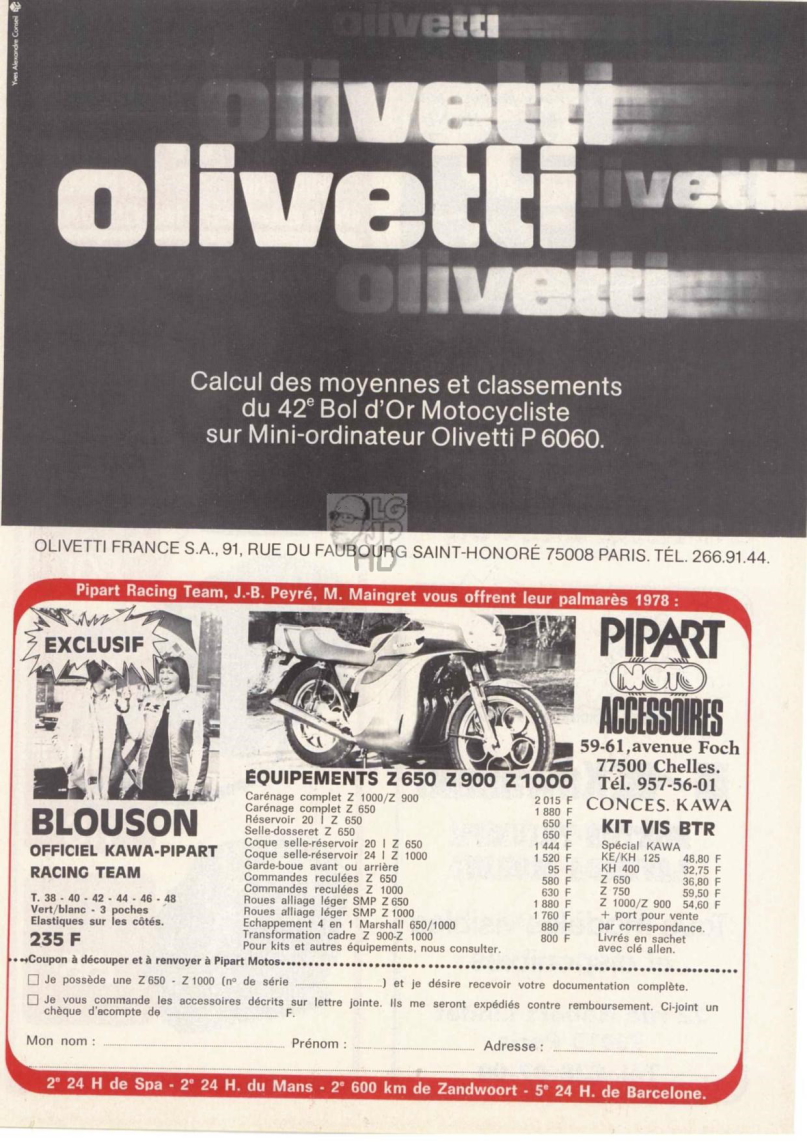 Yves Alexandre Conseil
olivetti
olivetti
olivetti
olivetti
olivetti
Calcul des moyennes et classements
du 42e Bol d'Or Motocycliste
sur Mini-ordinateur Olivetti P 6060.
LG
JP
HD
OLIVETTI FRANCE S.A., 91, RUE DU FAUBOURG SAINT-HONORÉ 75008 PARIS. TÉL. 266.91.44.
Pipart Racing Team, J.-B. Peyré, M. Maingret vous offrent leur palmarès 1978 :
EXCLUSIF
BLOUSON
OFFICIEL KAWA-PIPART
RACING TEAM
T. 38 - 40 - 42 - 44 - 46 - 48
Vert/blanc - 3 poches
Elastiques sur les côtés.
235 F
ÉQUIPEMENTS Z 650 Z 900 Z 1000
Carénage complet Z 1000/Z 900 2 015 F
Carénage complet Z 650 1 880 F
Réservoir 20 l Z 650 650 F
Selle-dosseret Z 650 650 F
Coque selle-réservoir 20 l Z 650 1 444 F
Coque selle-réservoir 24 l Z 1000 1 520 F
Garde-boue avant ou arrière 95 F
Commandes reculées Z 650 580 F
Commandes reculées Z 1000 630 F
Roues alliage léger SMP Z 650 1 880 F
Roues alliage léger SMP Z 1000 1 760 F
Echappement 4 en 1 Marshall 650/1000 880 F
Transformation cadre Z 900-Z 1000 800 F
Pour kits et autres équipements, nous consulter.
PIPART
MOTO
ACCESSOIRES
59-61, avenue Foch
77500 Chelles.
Tél. 957-56-01
CONCES. KAWA
KIT VIS BTR
Spécial KAWA
KE/KH 125 46,80 F
KH 400 32,75 F
Z 650 36,80 F
Z 750 59,50 F
Z 1000/Z 900 54,60 F
+ port pour vente
par correspondance.
Livrés en sachet
avec clé allen.
Coupon à découper et à renvoyer à Pipart Motos
Je possède une Z 650 - Z 1000 (no de série ) et je désire recevoir votre documentation complète.
Je vous commande les accessoires décrits sur lettre jointe. Ils me seront expédiés contre remboursement. Ci-joint un
chèque d'acompte de F.
Mon nom : Prénom : Adresse :
2e 24 H de Spa - 2e 24 H. du Mans - 2e 600 km de Zandwoort - 5e 24 H. de Barcelone.